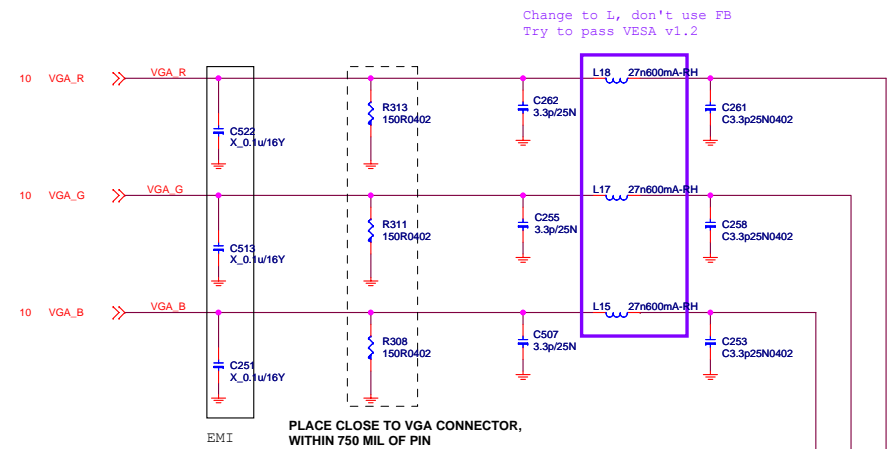 Change to L, don't use FB
Try to pass VESA v1.2
10 VGA_R VGA_R L18 27n600mA-RH
R313
150R0402
C262
3.3p/25N
C261
C3.3p25N0402
C522
X_0.1u/16Y
10 VGA_G VGA_G L17 27n600mA-RH
R311
150R0402
C255
3.3p/25N
C258
C3.3p25N0402
C513
X_0.1u/16Y
10 VGA_B VGA_B L15 27n600mA-RH
R308
150R0402
C507
3.3p/25N
C253
C3.3p25N0402
C251
X_0.1u/16Y
EMI
PLACE CLOSE TO VGA CONNECTOR,
WITHIN 750 MIL OF PIN